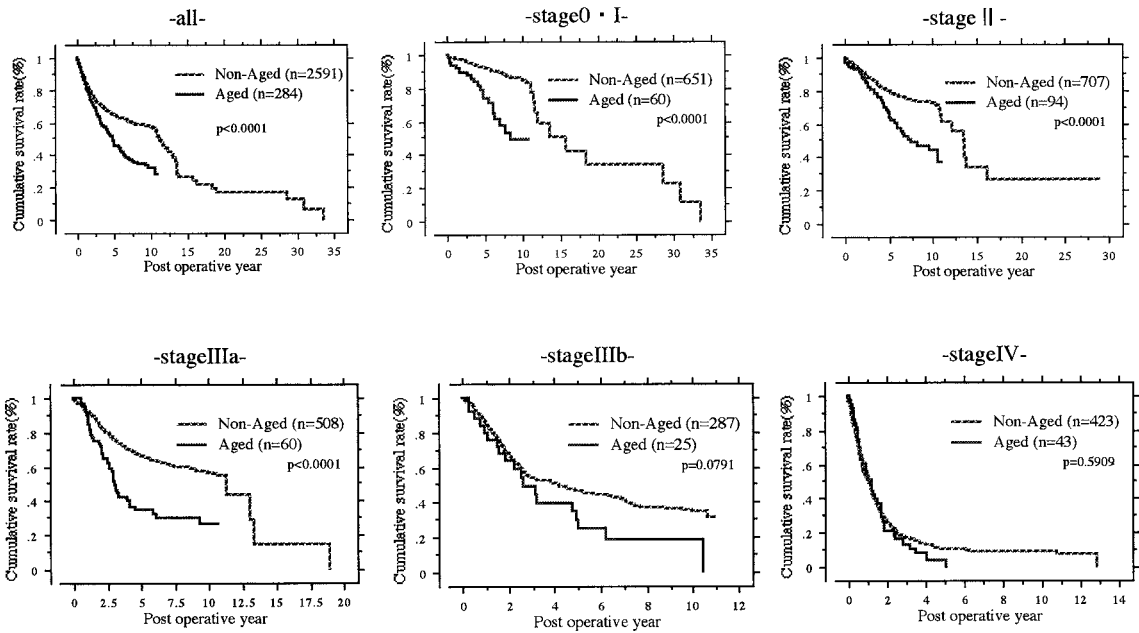 -all-
Cumulative survival rate(%)
1
.8
.6
.4
.2
0
Non-Aged (n=2591)
Aged (n=284)
p<0.0001
0 5 10 15 20 25 30 35
Post operative year
-stage0・I-
Cumulative survival rate(%)
1
.8
.6
.4
.2
0
Non-Aged (n=651)
Aged (n=60)
p<0.0001
0 5 10 15 20 25 30 35
Post operative year
-stage II -
Cumulative survival rate(%)
1
.8
.6
.4
.2
0
Non-Aged (n=707)
Aged (n=94)
p<0.0001
0 5 10 15 20 25 30
Post operative year
-stageIIIa-
Cumulative survival rate(%)
1
.8
.6
.4
.2
0
Non-Aged (n=508)
Aged (n=60)
p<0.0001
0 2.5 5 7.5 10 12.5 15 17.5 20
Post operative year
-stageIIIb-
Cumulative survival rate(%)
1
.8
.6
.4
.2
0
Non-Aged (n=287)
Aged (n=25)
p=0.0791
0 2 4 6 8 10 12
Post operative year
-stageIV-
Cumulative survival rate(%)
1
.8
.6
.4
.2
0
Non-Aged (n=423)
Aged (n=43)
p=0.5909
0 2 4 6 8 10 12 14
Post operative year